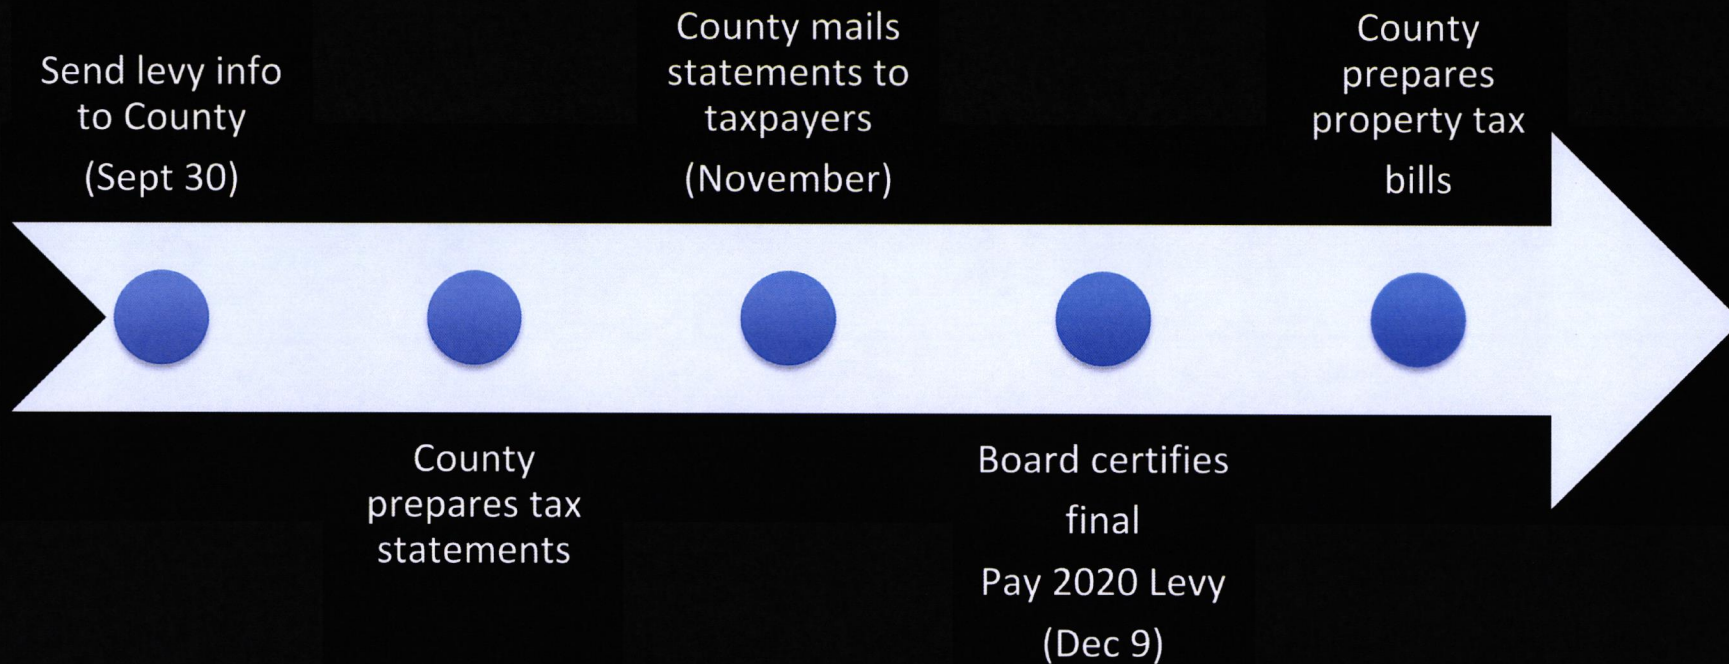 Send levy info
to County
(Sept 30)
County
prepares tax
statements
County mails
statements to
taxpayers
(November)
Board certifies
final
Pay 2020 Levy
(Dec 9)
County
prepares
property tax
bills